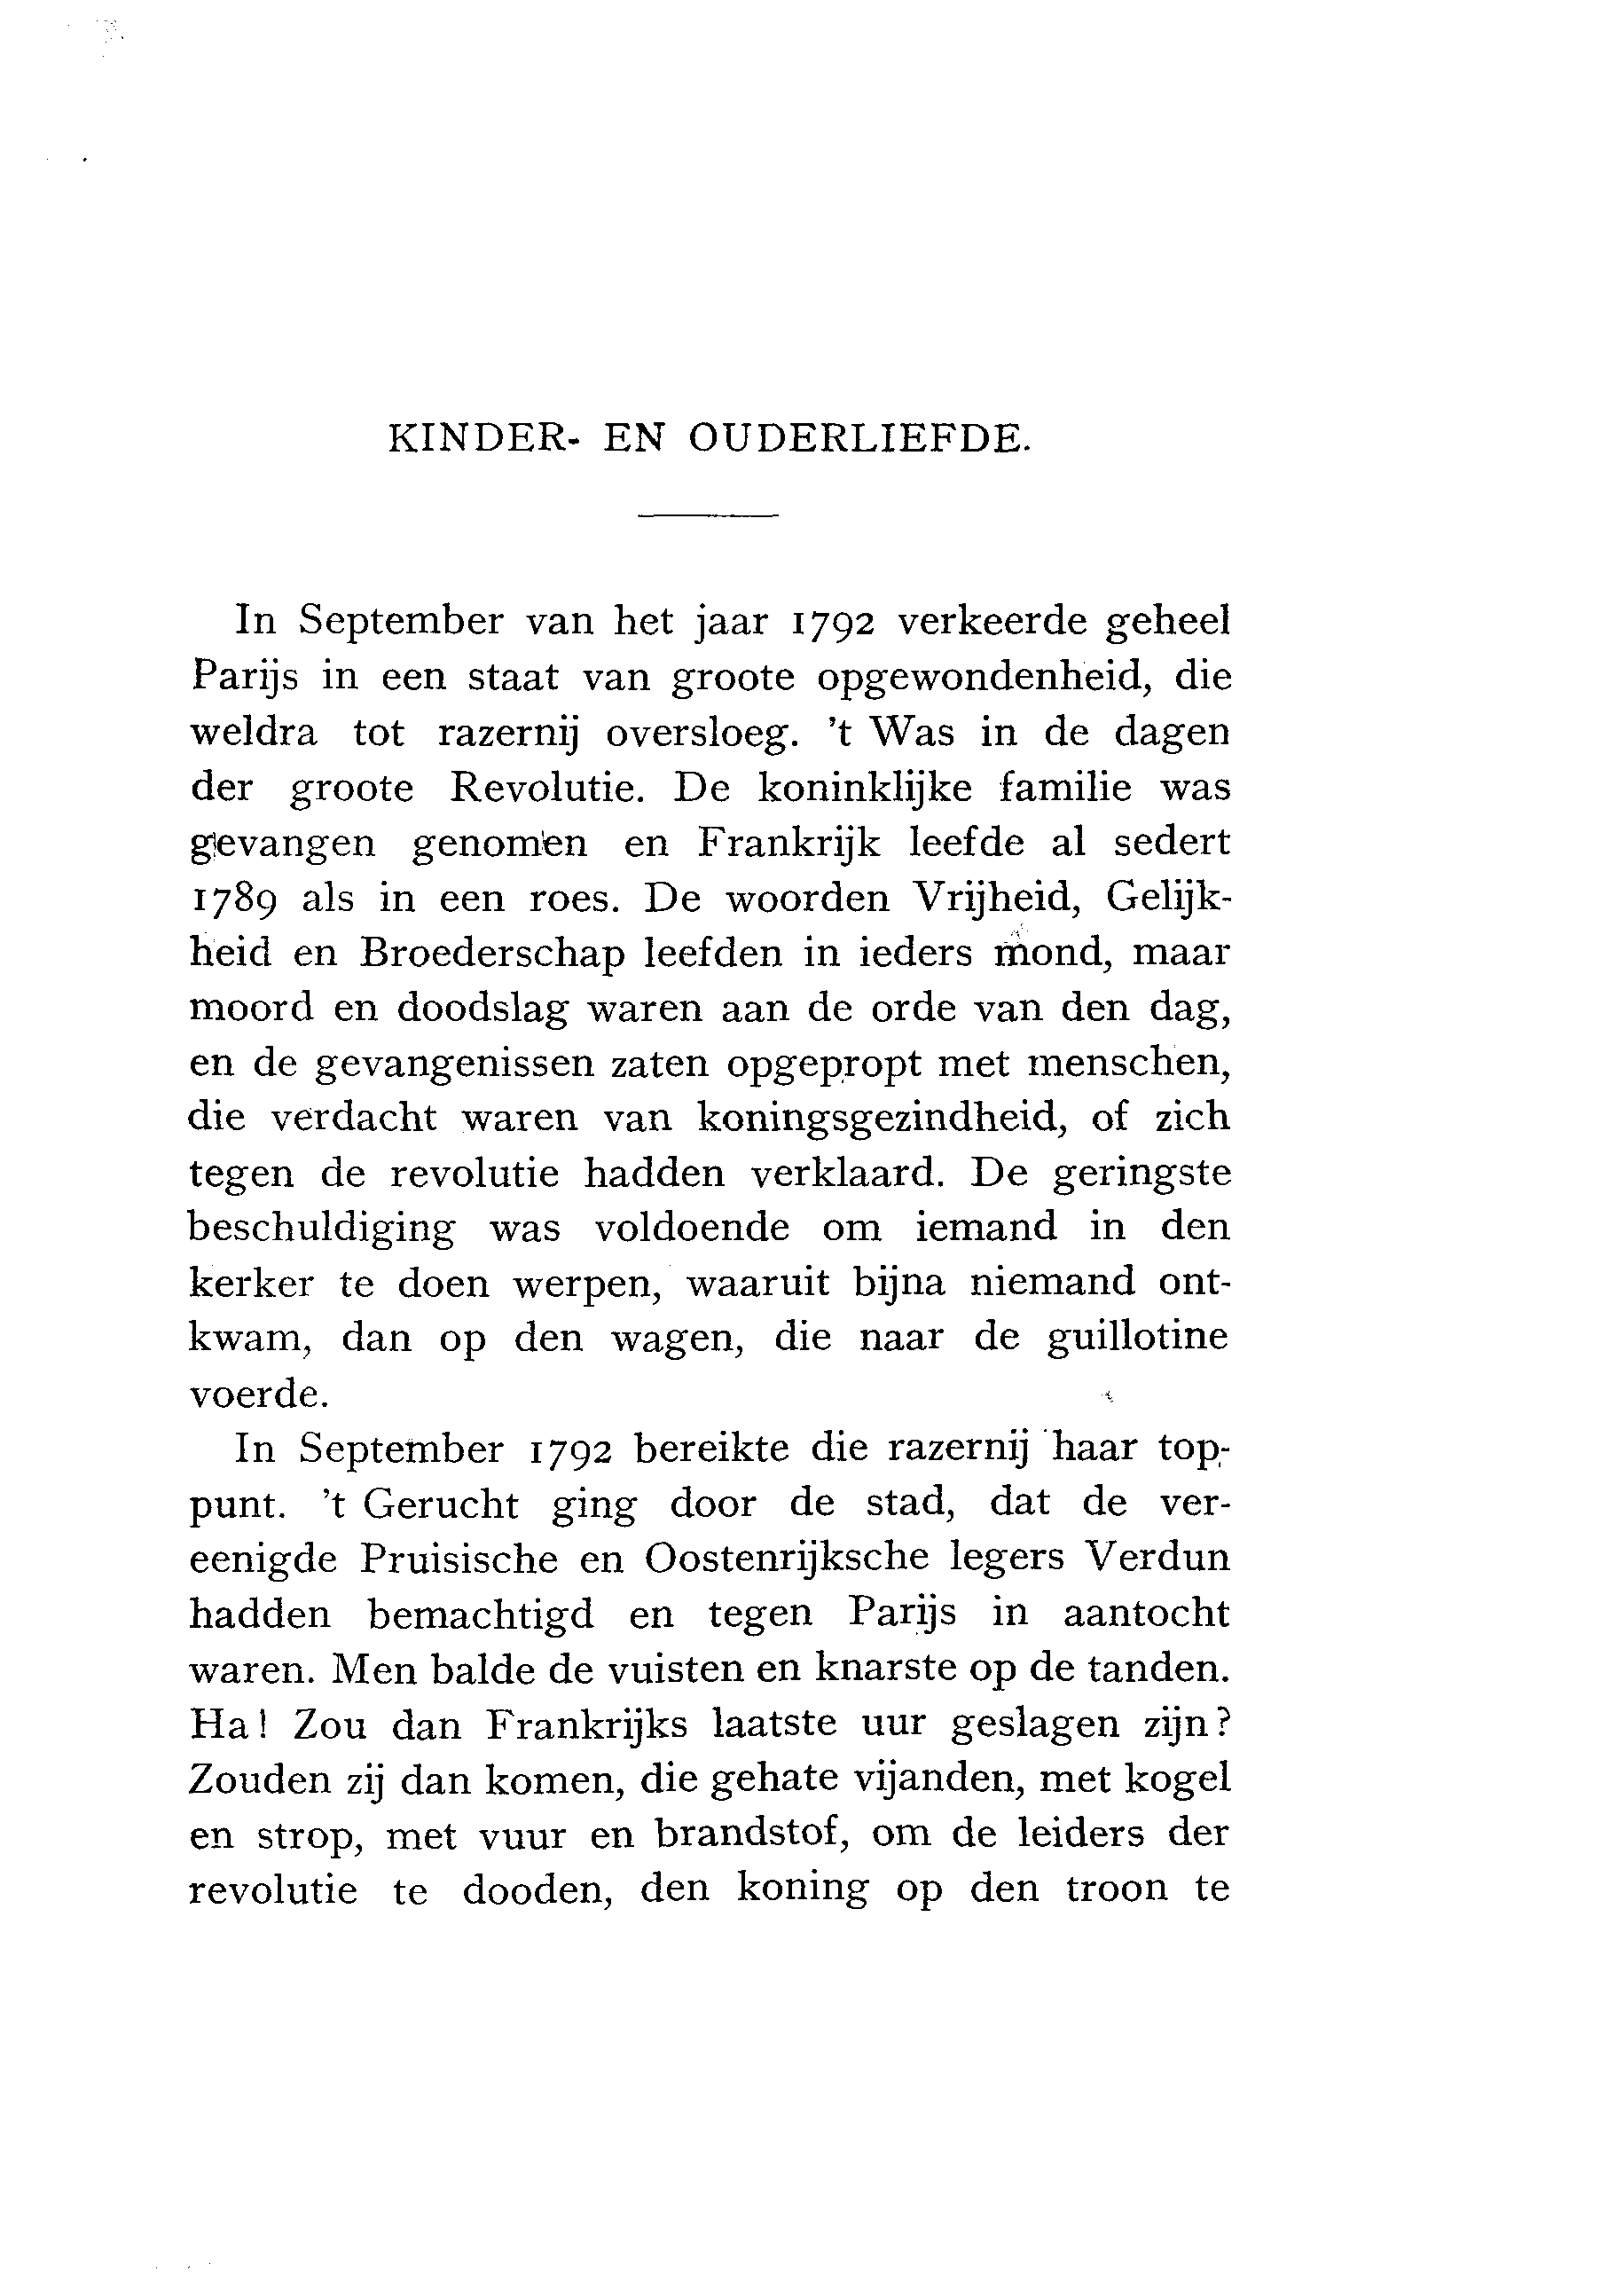 KINDER- EN OUDERLIEFDE.
In September van het jaar 1792 verkeerde geheel
Parijs in een staat van groote opgewondenheid, die
weldra tot razernij oversloeg. 't Was in de dagen
der groote Revolutie. De koninklijke familie was
gevangen genomen en Frankrijk leefde al sedert
1789 als in een roes. De woorden Vrijheid, Gelijk-
heid en Broederschap leefden in ieders mond, maar
moord en doodslag waren aan de orde van den dag,
en de gevangenissen zaten opgepropt met menschen,
die verdacht waren van koningsgezindheid, of zich
tegen de revolutie hadden verklaard. De geringste
beschuldiging was voldoende om iemand in den
kerker te doen werpen, waaruit bijna niemand ont-
kwam, dan op den wagen, die naar de guillotine
voerde.
In September 1792 bereikte die razernij haar top-
punt. 't Gerucht ging door de stad, dat de ver-
eenigde Pruisische en Oostenrijksche legers Verdun
hadden bemachtigd en tegen Parijs in aantocht
waren. Men balde de vuisten en knarste op de tanden.
Ha! Zou dan Frankrijks laatste uur geslagen zijn?
Zouden zij dan komen, die gehate vijanden, met kogel
en strop, met vuur en brandstof, om de leiders der
revolutie te dooden, den koning op den troon te